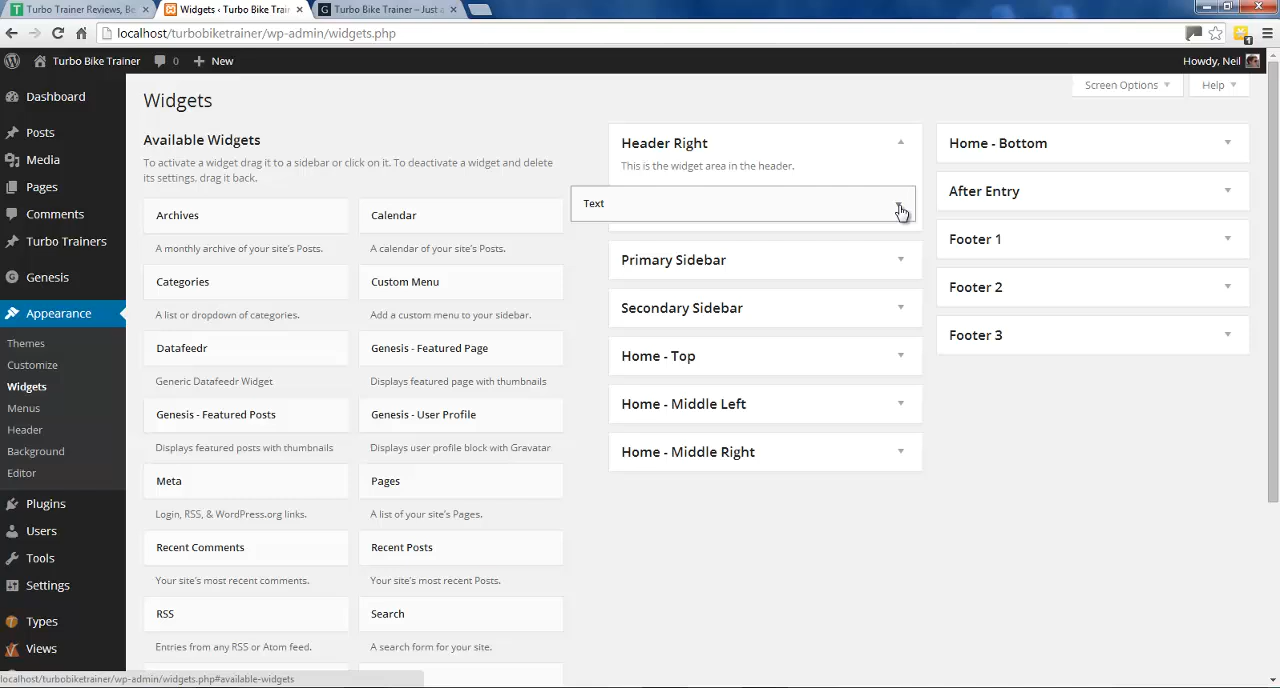 Turbo Trainer Reviews, Be
Widgets ‹ Turbo Bike Trai
Turbo Bike Trainer – Just
localhost/turbobiketrainer/wp-admin/widgets.php
1
Turbo Bike Trainer
0
New
Howdy, Neil
Dashboard
Posts
Media
Pages
Comments
Turbo Trainers
Genesis
Appearance
Themes
Customize
Widgets
Menus
Header
Background
Editor
Plugins
Users
Tools
Settings
Types
Views
Screen Options
Help
Widgets
Available Widgets
To activate a widget drag it to a sidebar or click on it. To deactivate a widget and delete
its settings, drag it back.
Archives
Calendar
A monthly archive of your site's Posts.
A calendar of your site's Posts.
Categories
Custom Menu
A list or dropdown of categories.
Add a custom menu to your sidebar.
Datafeedr
Genesis - Featured Page
Generic Datafeedr Widget
Displays featured page with thumbnails
Genesis - Featured Posts
Genesis - User Profile
Displays featured posts with thumbnails
Displays user profile block with Gravatar
Meta
Pages
Login, RSS, & WordPress.org links.
A list of your site's Pages.
Recent Comments
Recent Posts
Your site's most recent comments.
Your site's most recent Posts.
RSS
Search
Entries from any RSS or Atom feed.
A search form for your site.
Header Right
This is the widget area in the header.
Text
Primary Sidebar
Secondary Sidebar
Home - Top
Home - Middle Left
Home - Middle Right
Home - Bottom
After Entry
Footer 1
Footer 2
Footer 3
localhost/turbobiketrainer/wp-admin/widgets.php#available-widgets